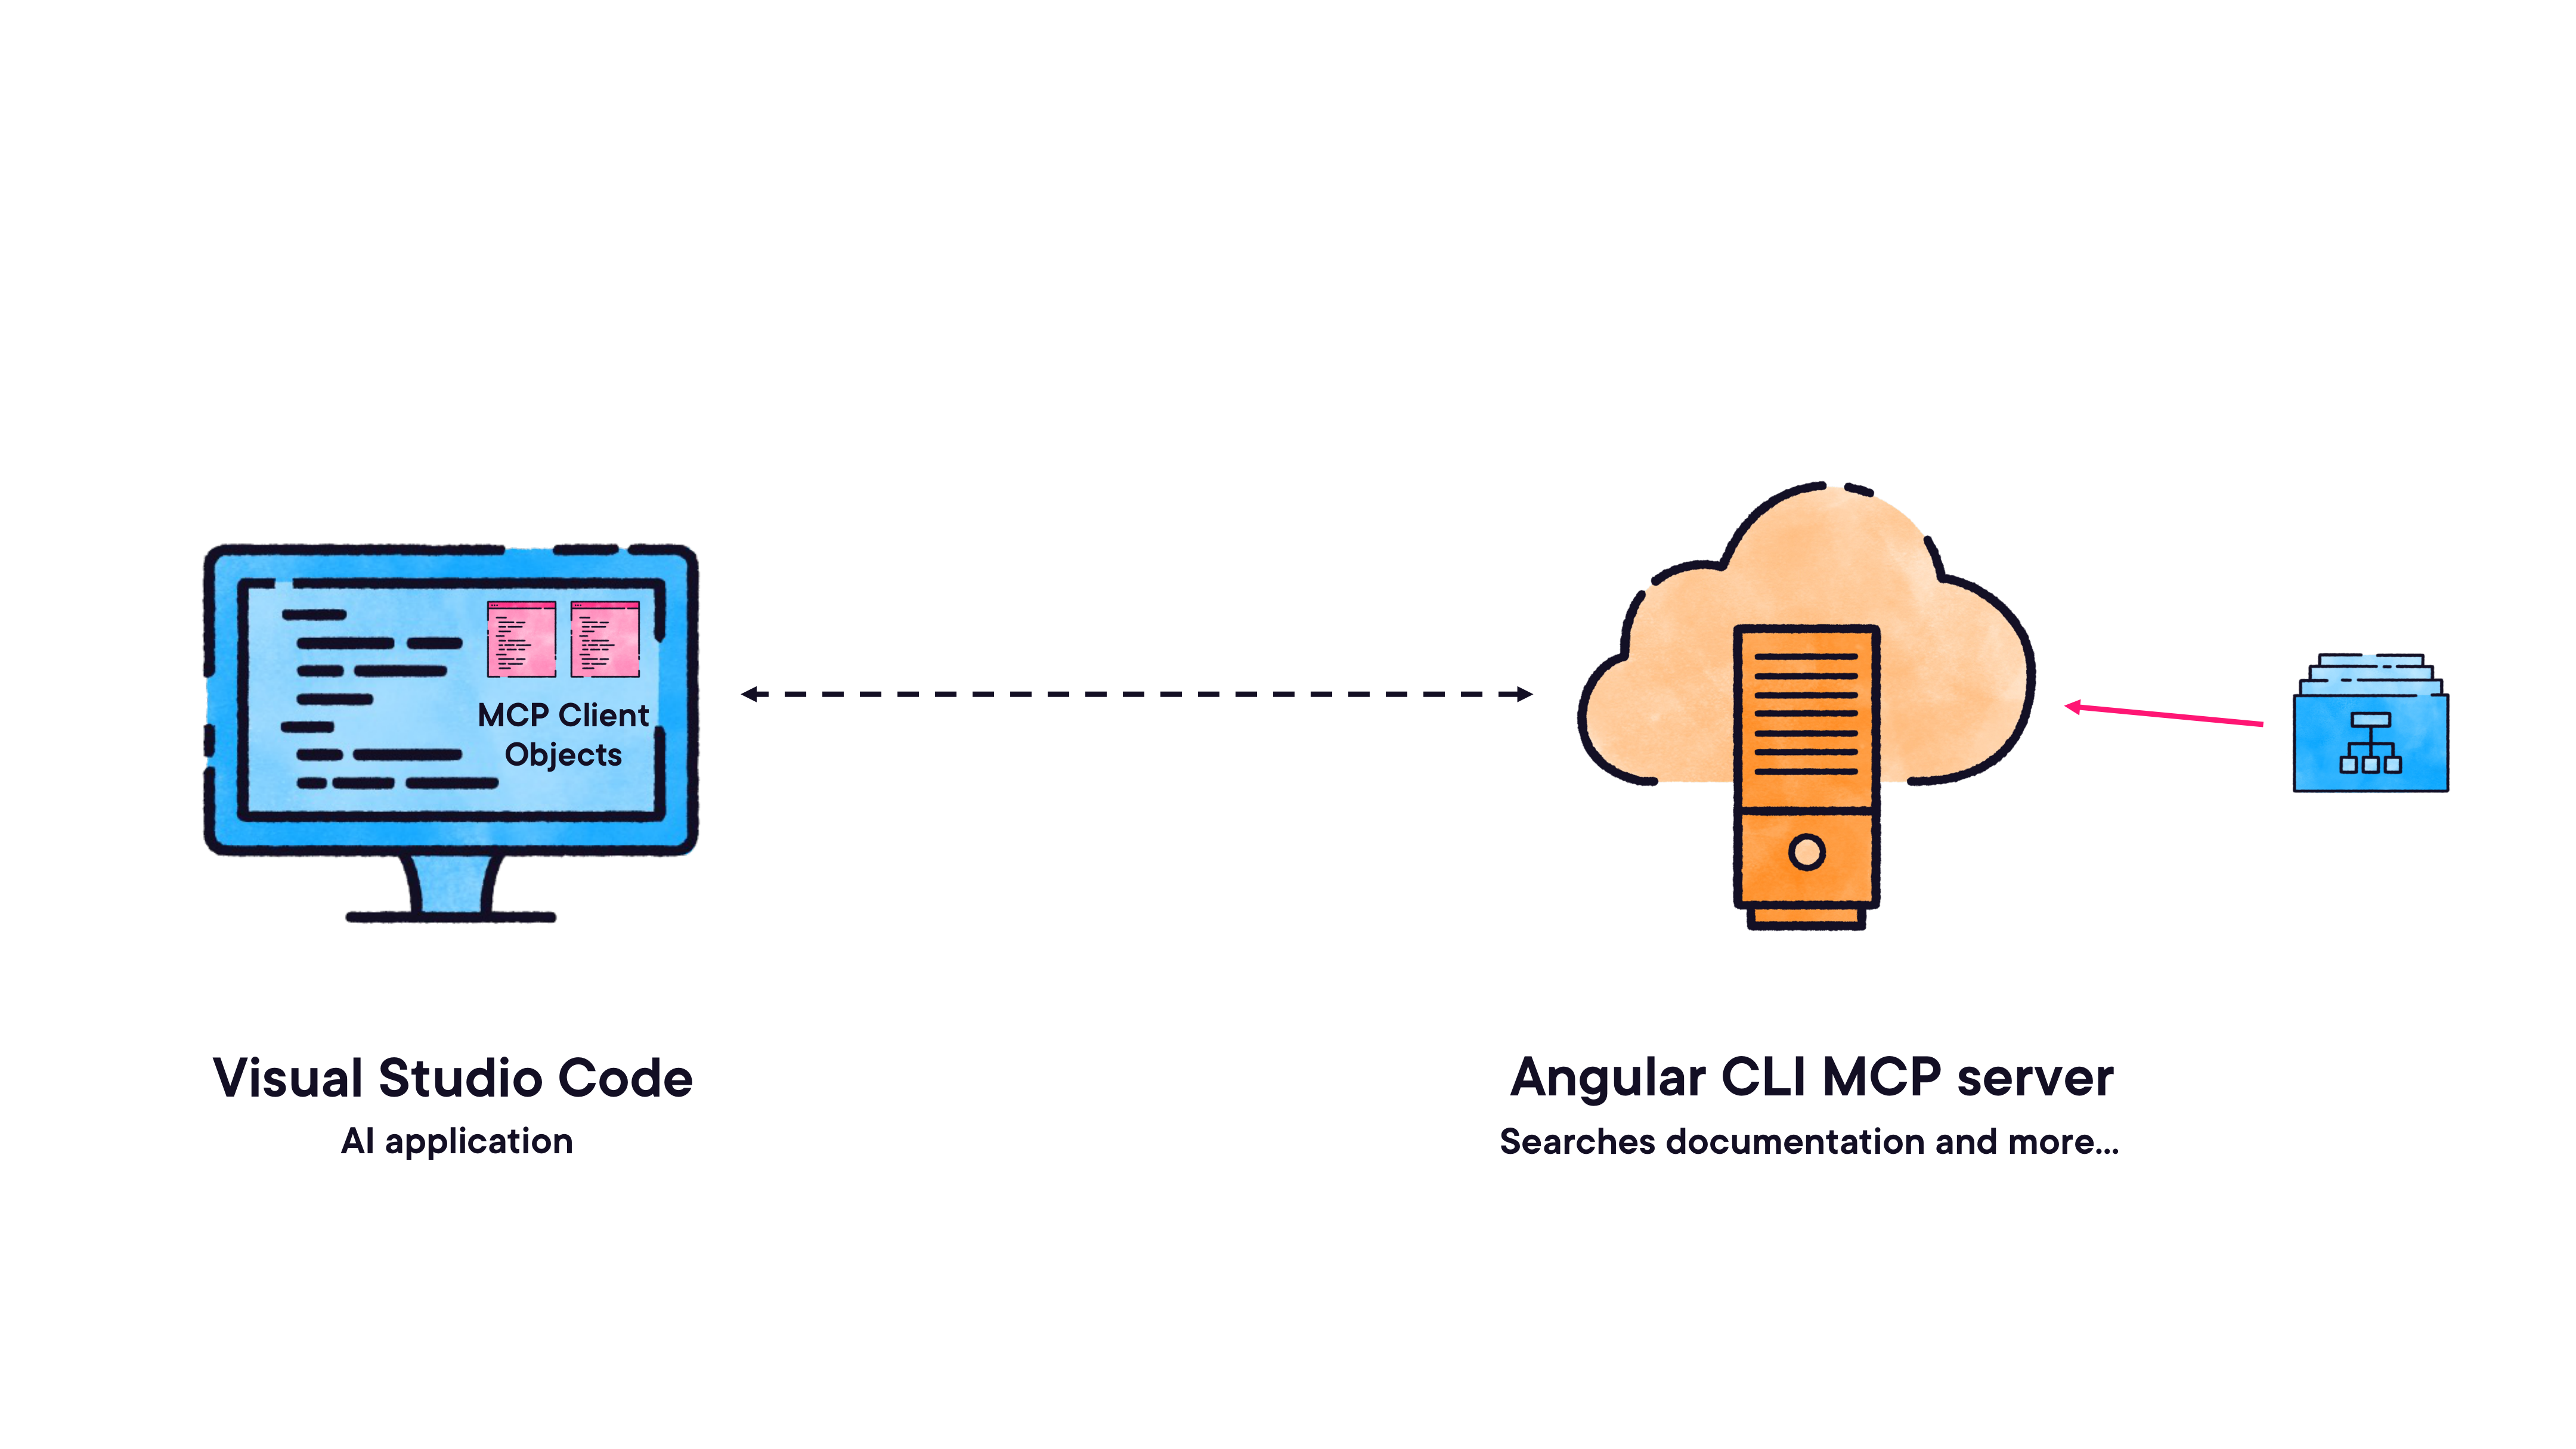 MCP Client
Objects
Visual Studio Code
AI application
Angular CLI MCP server
Searches documentation and more...